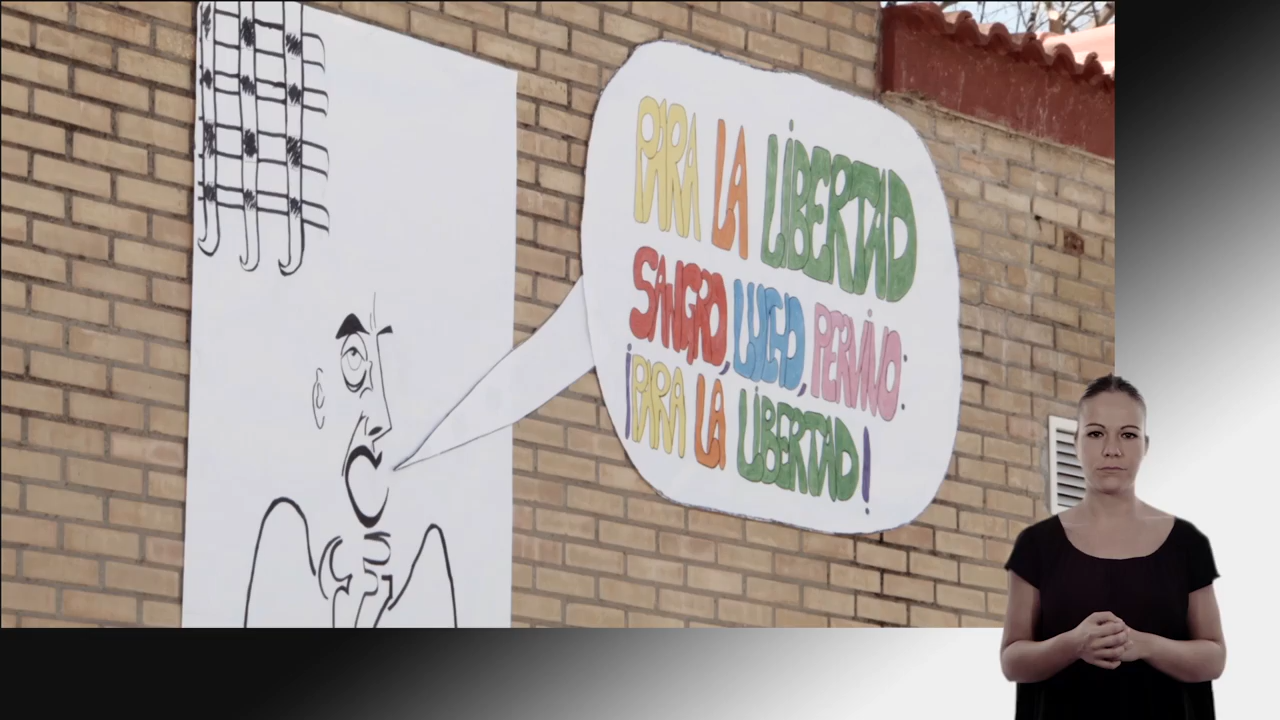 PARA LA LiBERTAD
SANGRO, LUCHO, PERViVO.
¡PARA LA LiBERTAD!